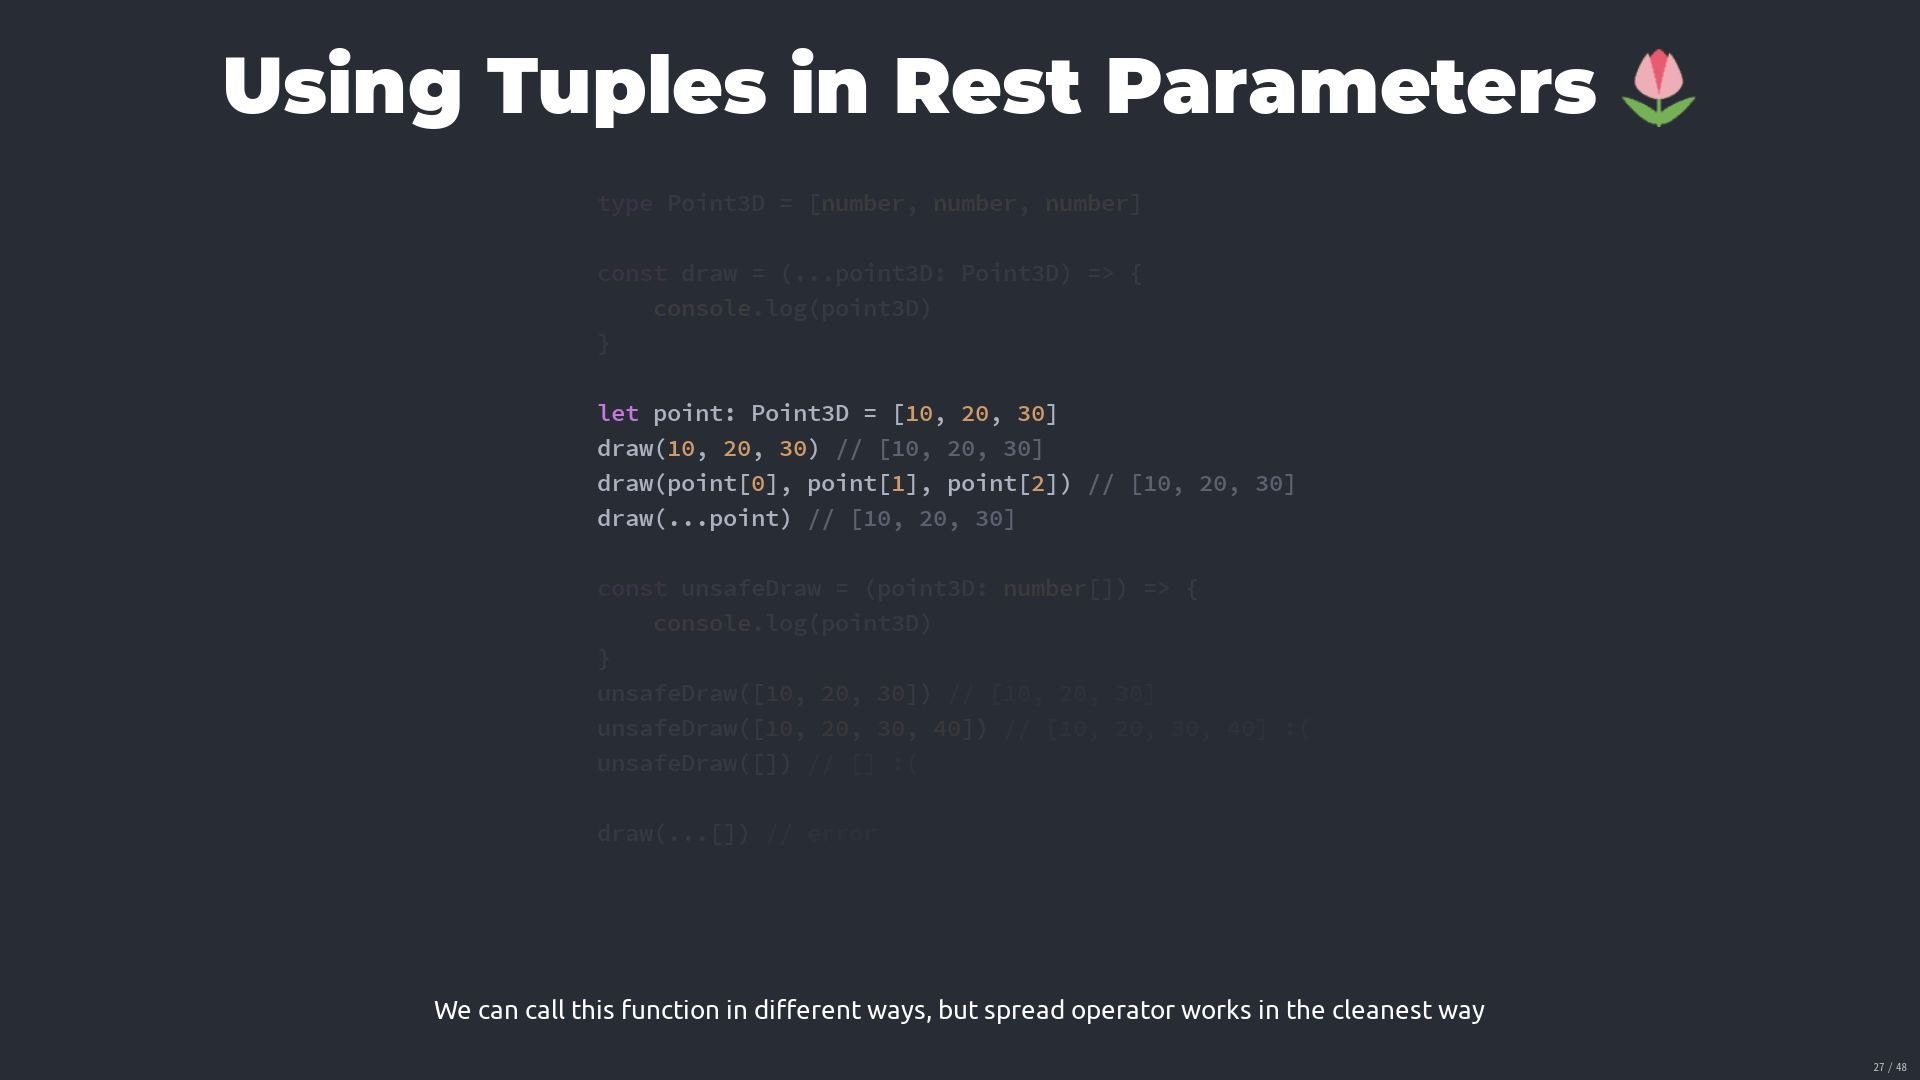 Using Tuples in Rest Parameters 🌷
type Point3D = [number, number, number]
const draw = (...point3D: Point3D) => {
    console.log(point3D)
}
let point: Point3D = [10, 20, 30]
draw(10, 20, 30) // [10, 20, 30]
draw(point[0], point[1], point[2]) // [10, 20, 30]
draw(...point) // [10, 20, 30]
const unsafeDraw = (point3D: number[]) => {
    console.log(point3D)
}
unsafeDraw([10, 20, 30]) // [10, 20, 30]
unsafeDraw([10, 20, 30, 40]) // [10, 20, 30, 40] :(
unsafeDraw([]) // [] :(
draw(...[]) // error
We can call this function in different ways, but spread operator works in the cleanest way
27 / 48